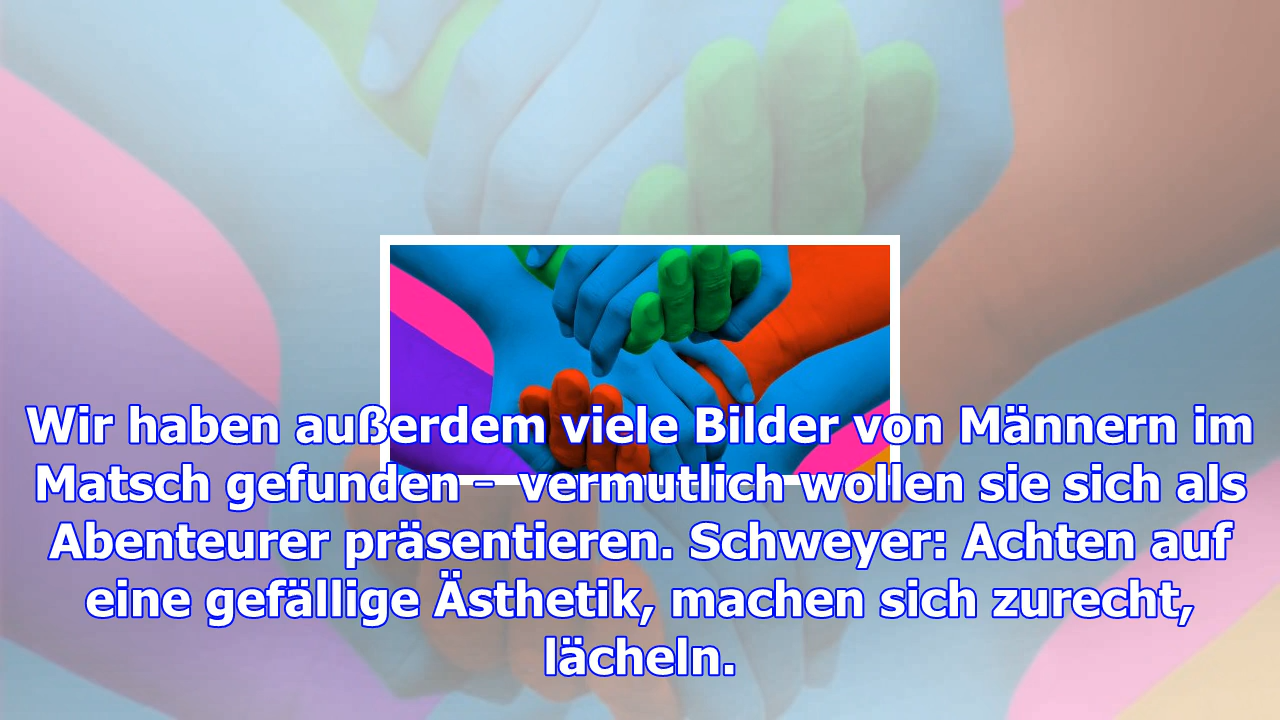 Wir haben außerdem viele Bilder von Männern im
Matsch gefunden - vermutlich wollen sie sich als
Abenteurer präsentieren. Schweyer: Achten auf
eine gefällige Ästhetik, machen sich zurecht,
lächeln.